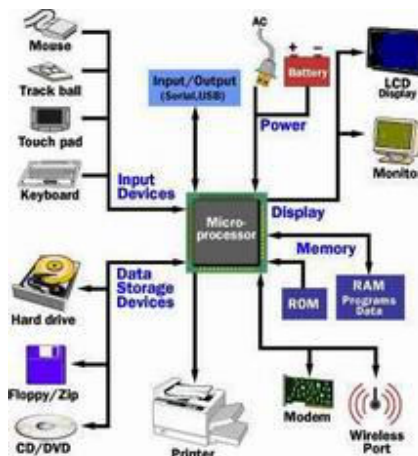 Mouse
Track ball
Touch pad
Keyboard
Input
Devices
Input/Output
(Serial,USB)
AC
+ −
Battery
Power
LCD
Display
Monito
Display
Micro-
processor
Memory
ROM
RAM
Programs
Data
Data
Storage
Devices
Hard drive
Floppy/Zip
CD/DVD
Printer
Modem
Wireless
Port